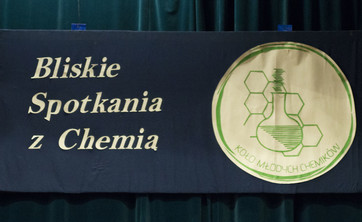 Bliskie
Spotkania
z Chemią
KOŁO MŁODYCH CHEMIKÓW